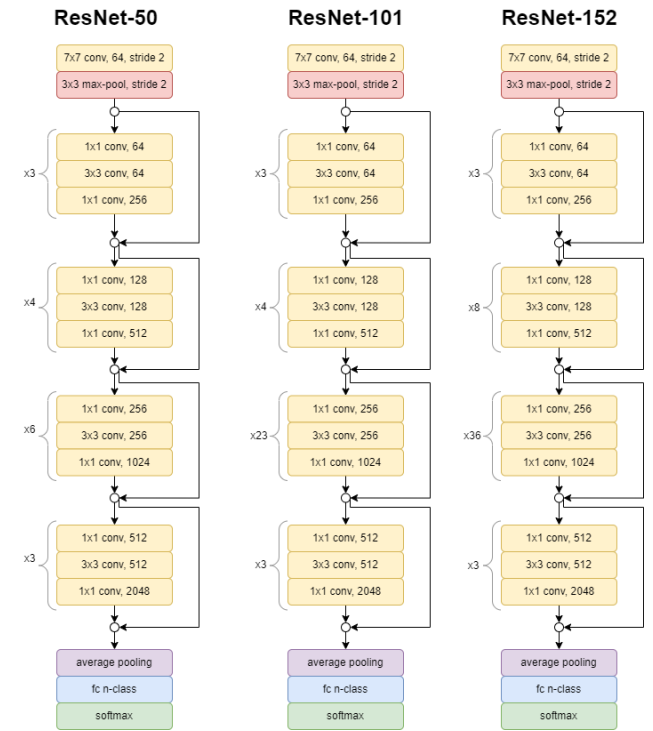 ResNet-50
7x7 conv, 64, stride 2
3x3 max-pool, stride 2
x3
1x1 conv, 64
3x3 conv, 64
1x1 conv, 256
x4
1x1 conv, 128
3x3 conv, 128
1x1 conv, 512
x6
1x1 conv, 256
3x3 conv, 256
1x1 conv, 1024
x3
1x1 conv, 512
3x3 conv, 512
1x1 conv, 2048
average pooling
fc n-class
softmax
ResNet-101
7x7 conv, 64, stride 2
3x3 max-pool, stride 2
x3
1x1 conv, 64
3x3 conv, 64
1x1 conv, 256
x4
1x1 conv, 128
3x3 conv, 128
1x1 conv, 512
x23
1x1 conv, 256
3x3 conv, 256
1x1 conv, 1024
x3
1x1 conv, 512
3x3 conv, 512
1x1 conv, 2048
average pooling
fc n-class
softmax
ResNet-152
7x7 conv, 64, stride 2
3x3 max-pool, stride 2
x3
1x1 conv, 64
3x3 conv, 64
1x1 conv, 256
x8
1x1 conv, 128
3x3 conv, 128
1x1 conv, 512
x36
1x1 conv, 256
3x3 conv, 256
1x1 conv, 1024
x3
1x1 conv, 512
3x3 conv, 512
1x1 conv, 2048
average pooling
fc n-class
softmax